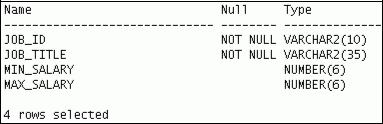 Name                           Null     Type
------------------------------ -------- ------------
JOB_ID                         NOT NULL VARCHAR2(10)
JOB_TITLE                      NOT NULL VARCHAR2(35)
MIN_SALARY                              NUMBER(6)
MAX_SALARY                              NUMBER(6)
4 rows selected